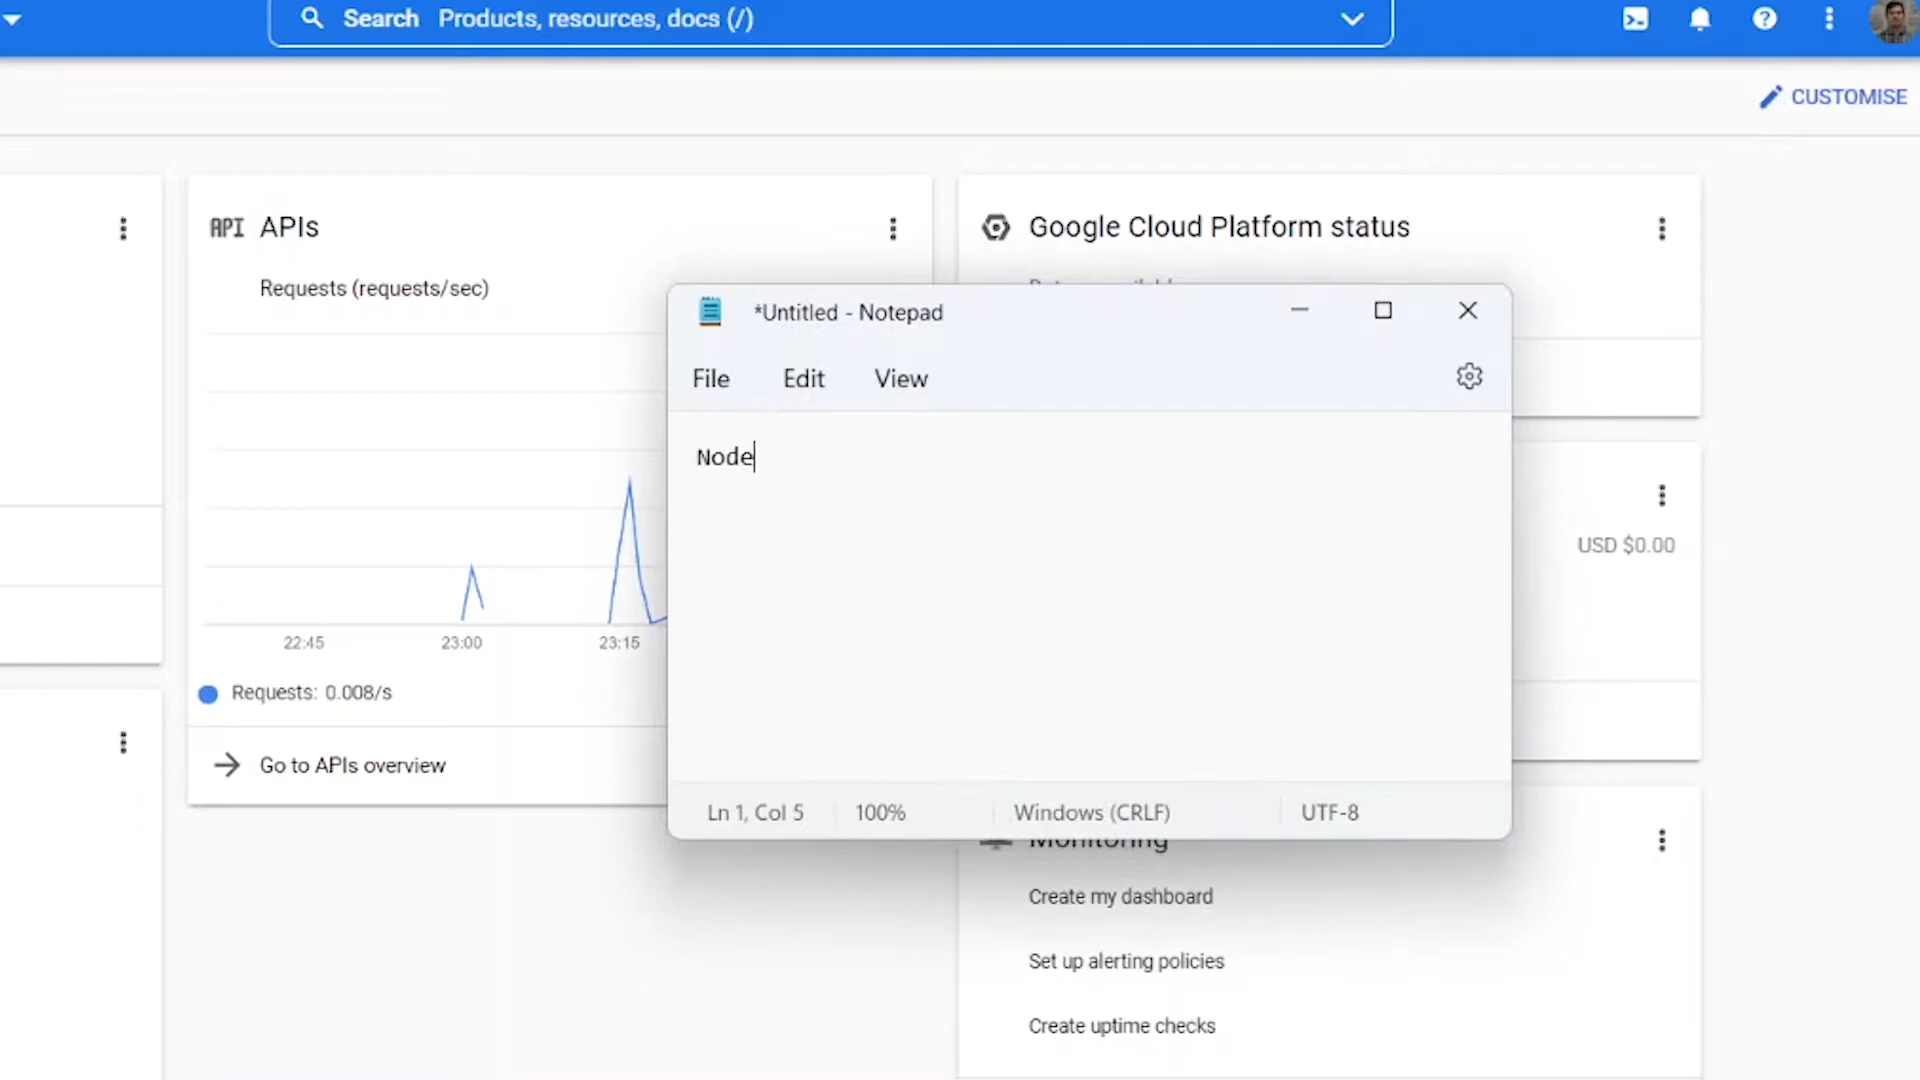 Search Products, resources, docs (/)
CUSTOMISE
API APIs
Requests (requests/sec)
22:45
23:00
23:15
Requests: 0.008/s
Go to APIs overview
Google Cloud Platform status
*Untitled - Notepad
File Edit View
Node
Ln 1, Col 5 100% Windows (CRLF) UTF-8
USD $0.00
Monitoring
Create my dashboard
Set up alerting policies
Create uptime checks